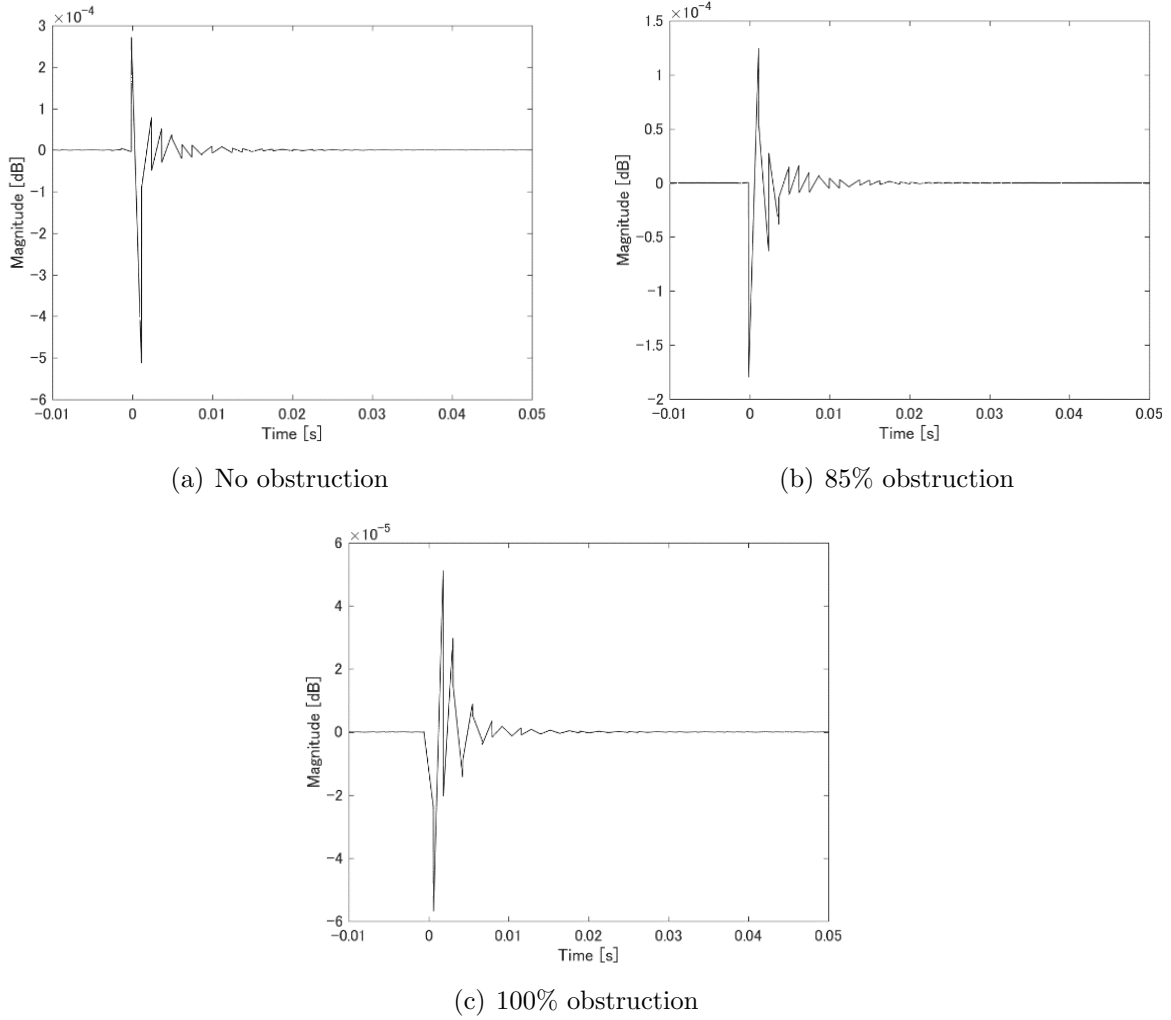 ×10⁻⁴
3
2
1
0
−1
−2
−3
−4
−5
−6
Magnitude [dB]
-0.01 0 0.01 0.02 0.03 0.04 0.05
Time [s]
(a) No obstruction
×10⁻⁴
1.5
1
0.5
0
−0.5
−1
−1.5
−2
Magnitude [dB]
-0.01 0 0.01 0.02 0.03 0.04 0.05
Time [s]
(b) 85% obstruction
×10⁻⁵
6
4
2
0
−2
−4
−6
Magnitude [dB]
-0.01 0 0.01 0.02 0.03 0.04 0.05
Time [s]
(c) 100% obstruction